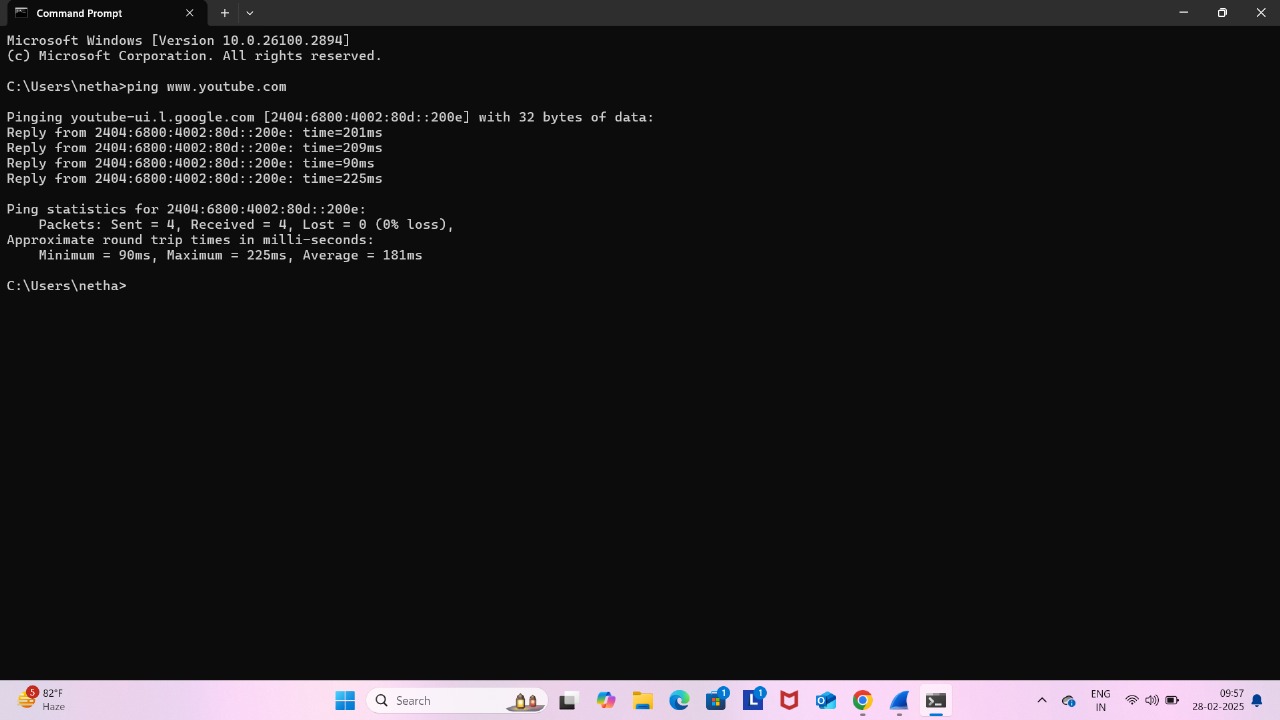 Command Prompt
Microsoft Windows [Version 10.0.26100.2894]
(c) Microsoft Corporation. All rights reserved.
C:\Users\netha>ping www.youtube.com
Pinging youtube-ui.l.google.com [2404:6800:4002:80d::200e] with 32 bytes of data:
Reply from 2404:6800:4002:80d::200e: time=201ms
Reply from 2404:6800:4002:80d::200e: time=209ms
Reply from 2404:6800:4002:80d::200e: time=90ms
Reply from 2404:6800:4002:80d::200e: time=225ms
Ping statistics for 2404:6800:4002:80d::200e:
    Packets: Sent = 4, Received = 4, Lost = 0 (0% loss),
Approximate round trip times in milli-seconds:
    Minimum = 90ms, Maximum = 225ms, Average = 181ms
C:\Users\netha>
5
82°F
Haze
Search
1
L
1
ENG
IN
09:57
28-02-2025